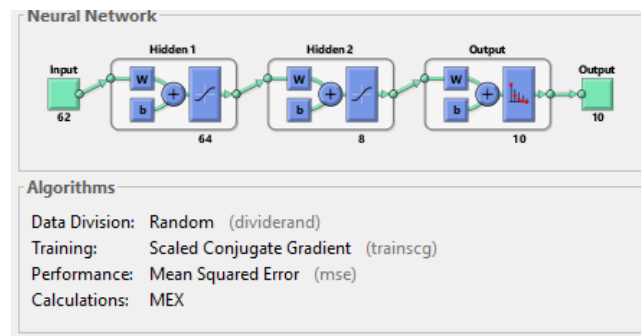 Neural Network
Hidden 1 Hidden 2 Output
Input Output
W W W
+ + +
b b b
62 64 8 10 10
Algorithms
Data Division: Random (dividerand)
Training: Scaled Conjugate Gradient (trainscg)
Performance: Mean Squared Error (mse)
Calculations: MEX